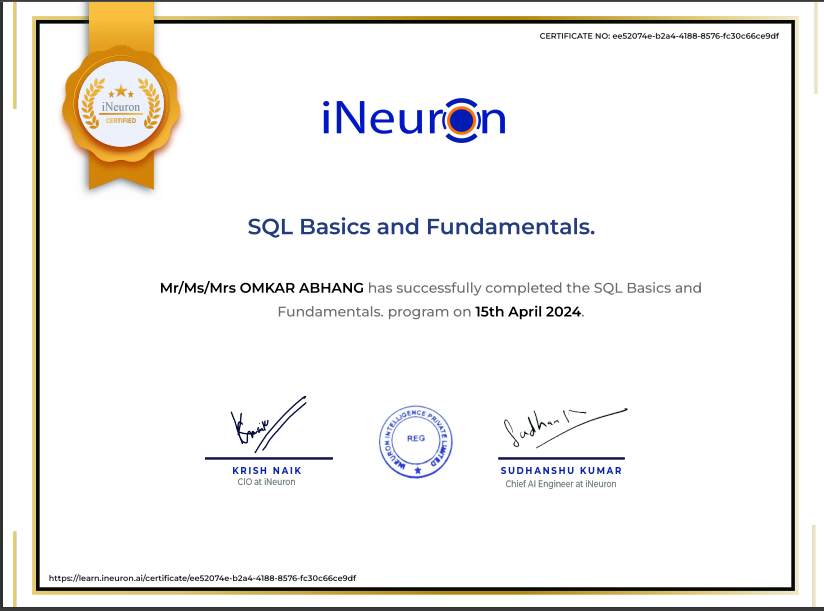 CERTIFICATE NO: ee52074e-b2a4-4188-8576-fc30c66ce9df
iNeuron
CERTIFIED
iNeuron
SQL Basics and Fundamentals.
Mr/Ms/Mrs OMKAR ABHANG has successfully completed the SQL Basics and
Fundamentals. program on 15th April 2024.
Krish
Sudhan K
INEURON INTELLIGENCE PRIVATE LIMITED
REG
KRISH NAIK
CIO at iNeuron
SUDHANSHU KUMAR
Chief AI Engineer at iNeuron
https://learn.ineuron.ai/certificate/ee52074e-b2a4-4188-8576-fc30c66ce9df